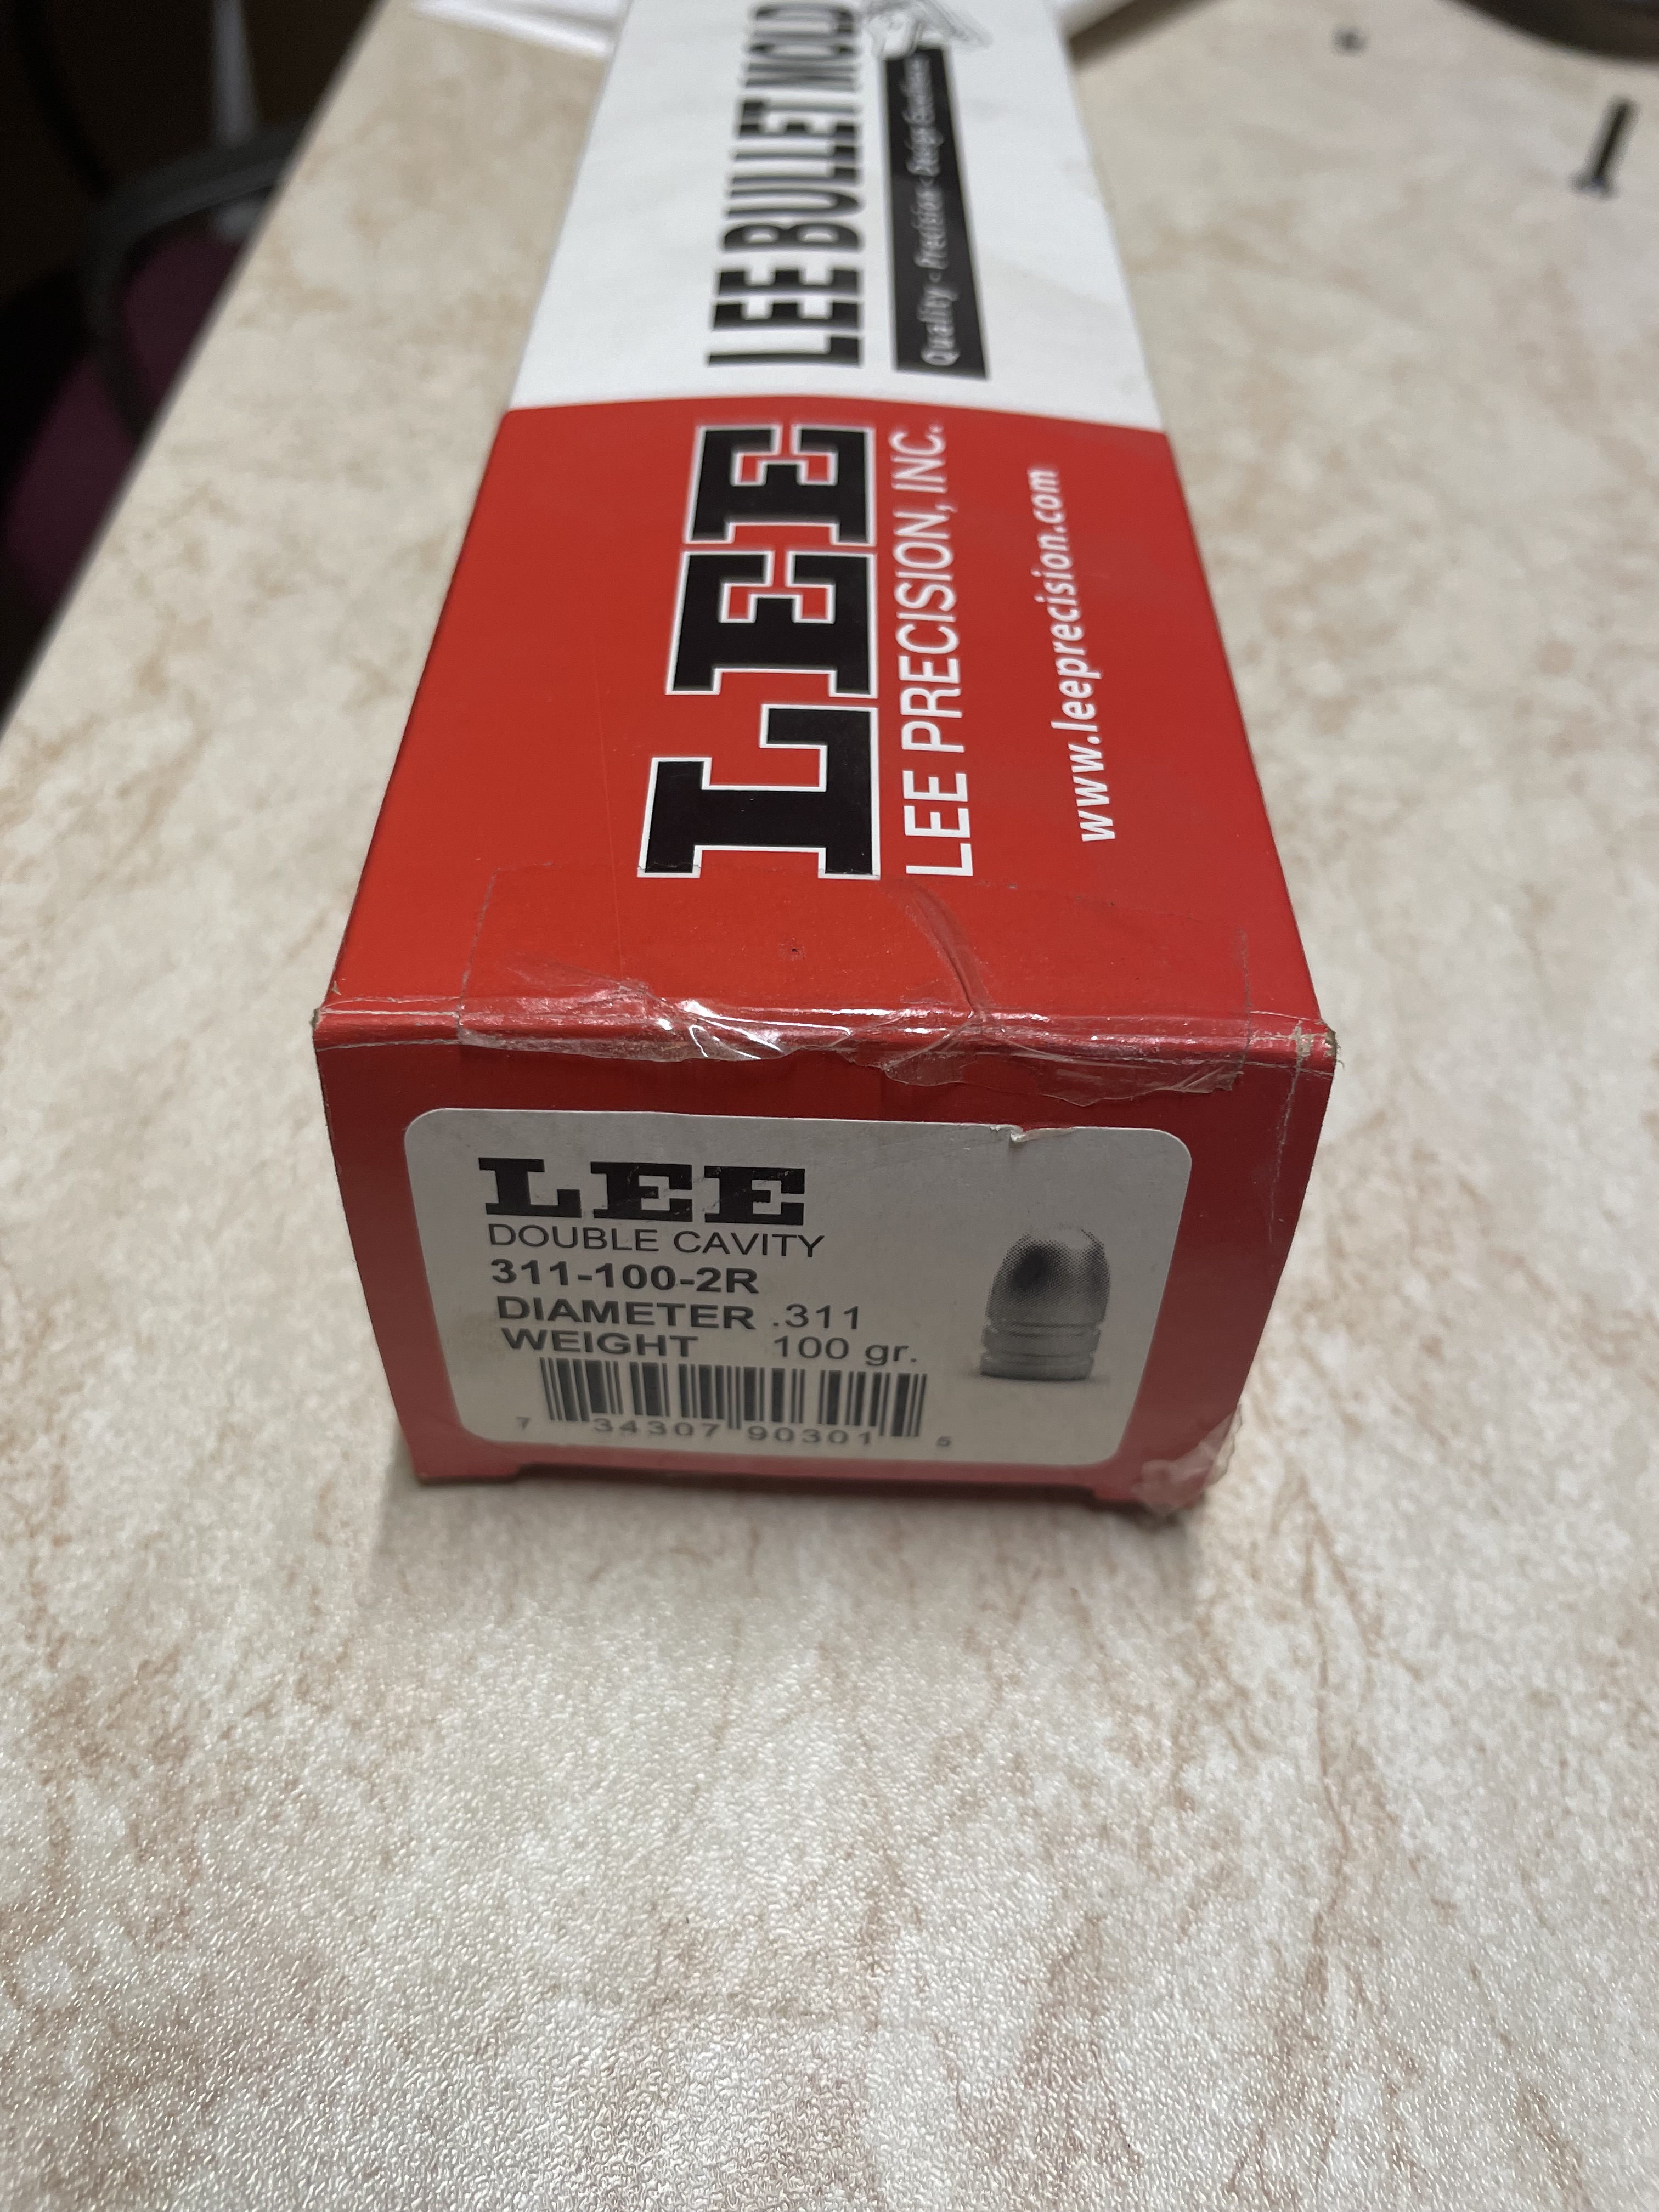 LEE BULLET MOLD
Quality • Precision • Design Excellence
LEE
LEE PRECISION, INC.
www.leeprecision.com
LEE
DOUBLE CAVITY
311-100-2R
DIAMETER .311
WEIGHT 100 gr.
7 34307 90301 5